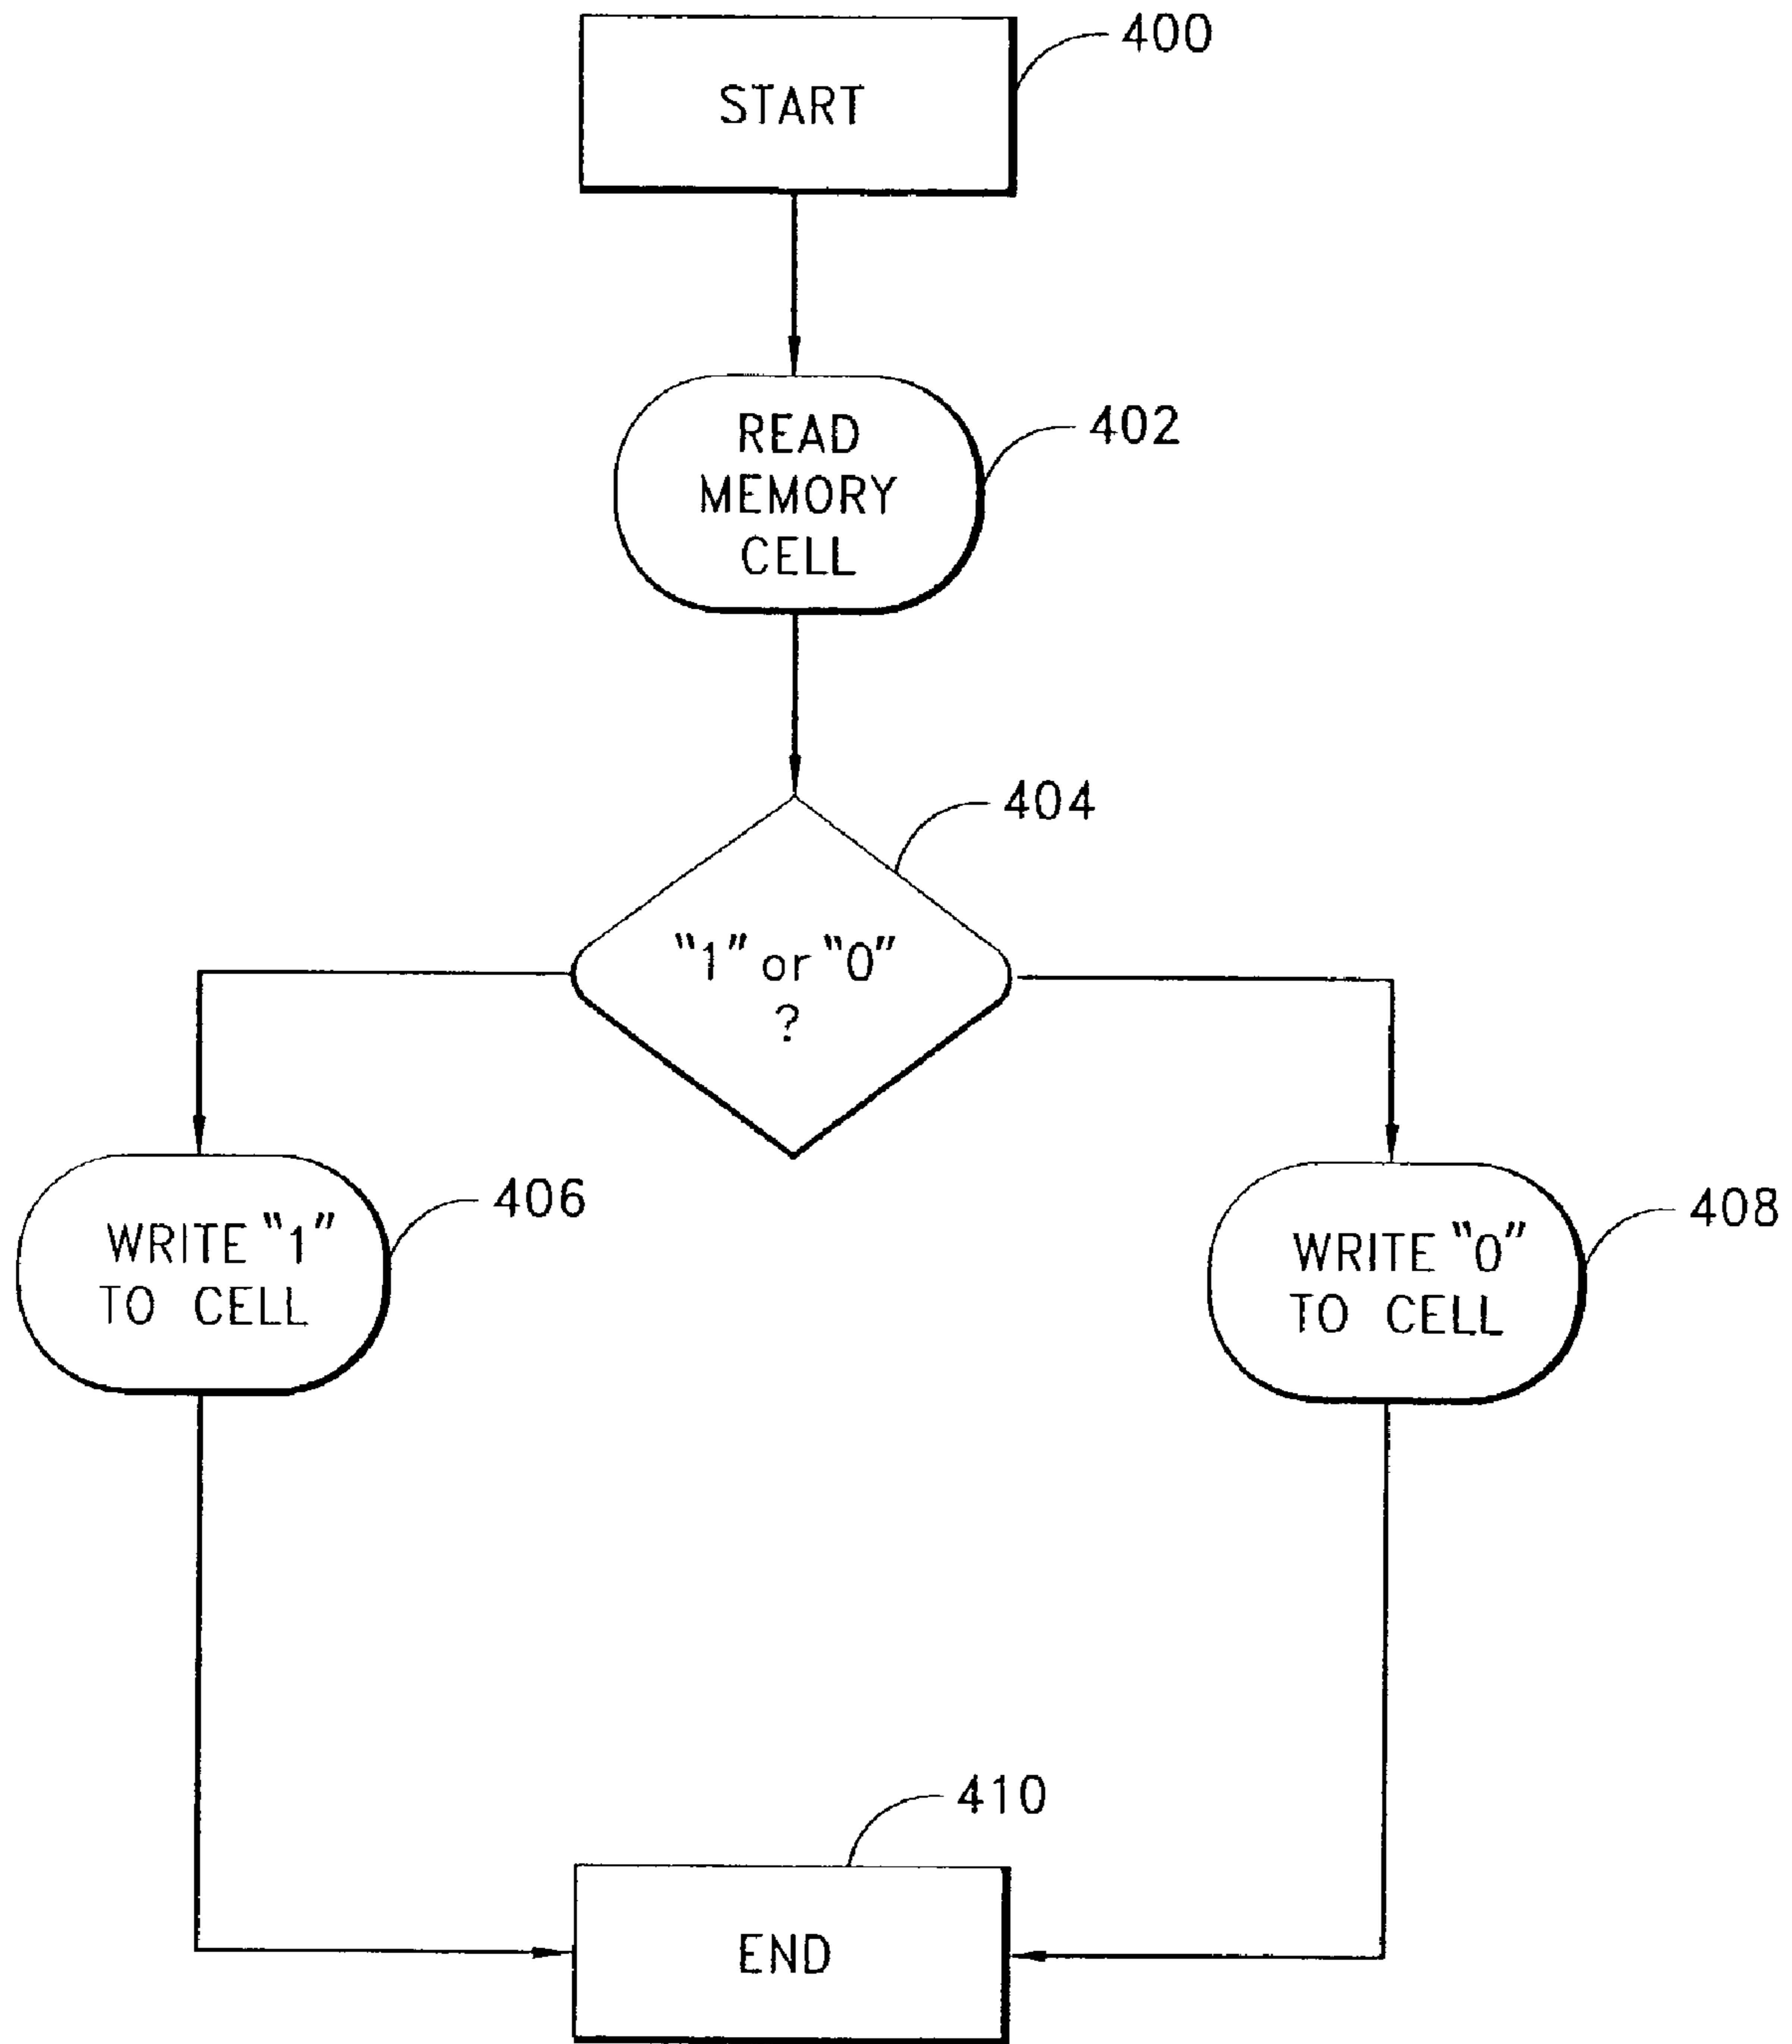 400
START
402
READ
MEMORY
CELL
404
"1" or "0"
?
406
WRITE "1"
TO CELL
408
WRITE "0"
TO CELL
410
END